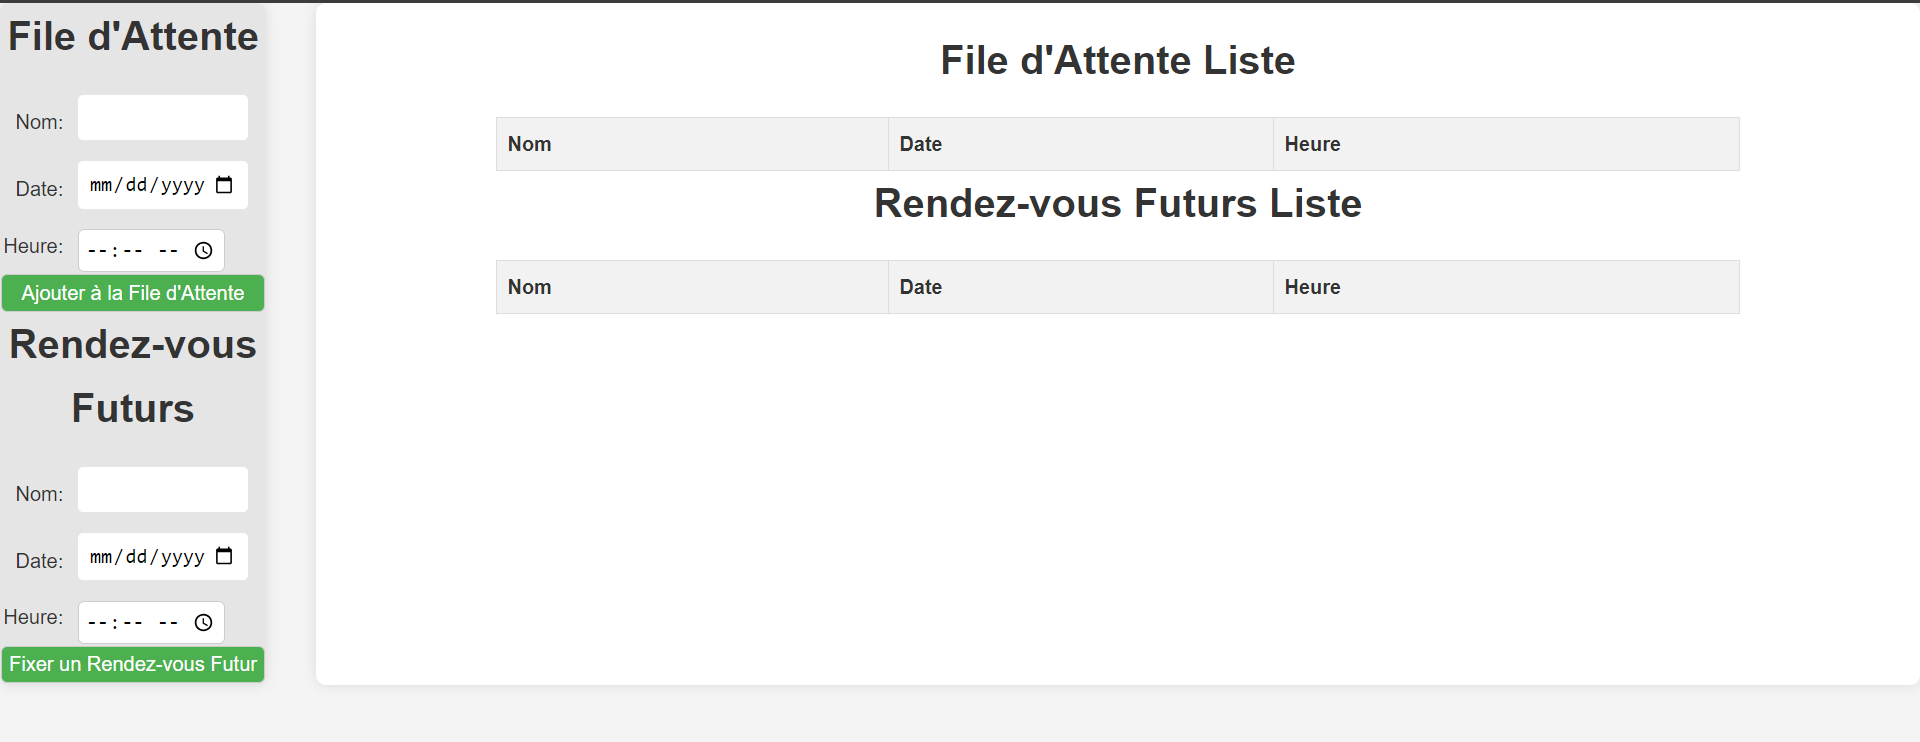 File d'Attente
Nom:
Date: mm/dd/yyyy
Heure: --:-- --
Ajouter à la File d'Attente
Rendez-vous
Futurs
Nom:
Date: mm/dd/yyyy
Heure: --:-- --
Fixer un Rendez-vous Futur
File d'Attente Liste
Nom Date Heure
Rendez-vous Futurs Liste
Nom Date Heure